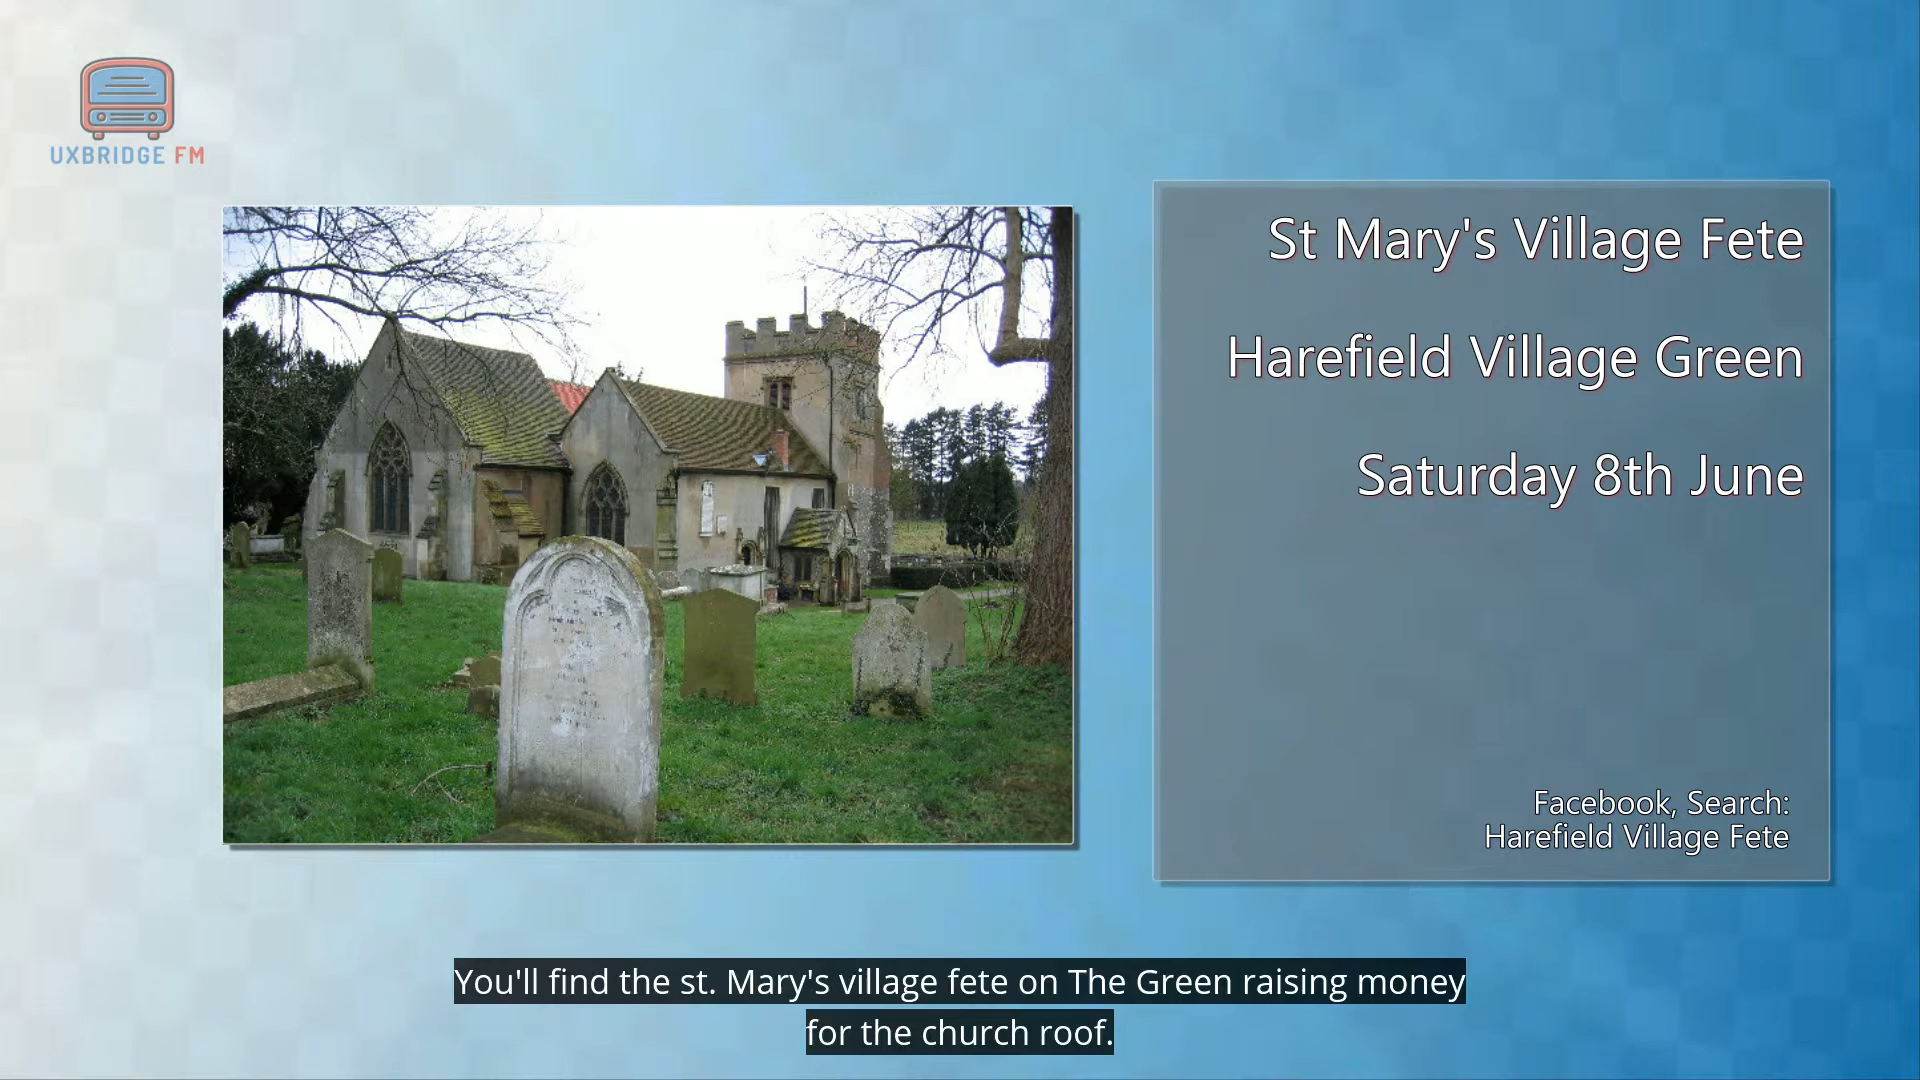 UXBRIDGE FM
St Mary's Village Fete
Harefield Village Green
Saturday 8th June
Facebook, Search:
Harefield Village Fete
You'll find the st. Mary's village fete on The Green raising money
for the church roof.